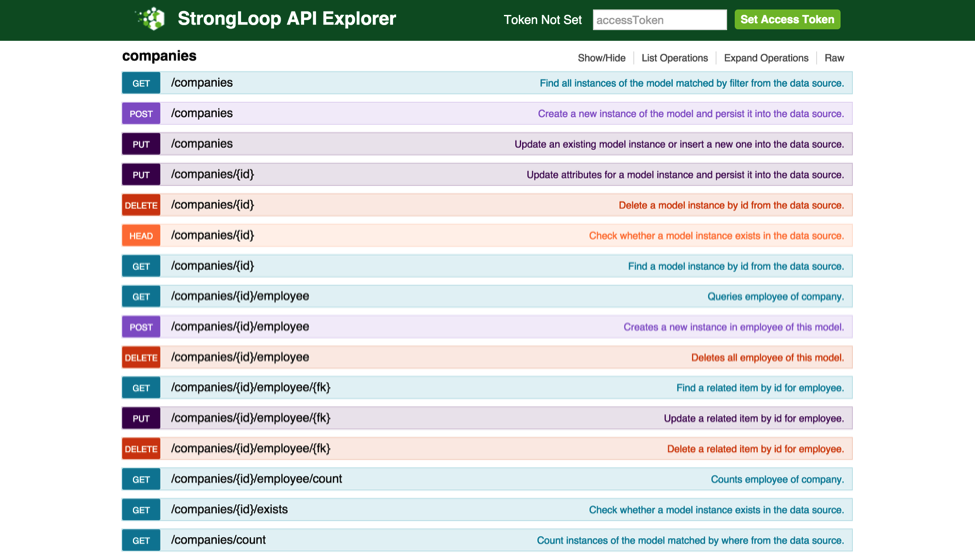 StrongLoop API Explorer Token Not Set accessToken Set Access Token
companies Show/Hide List Operations Expand Operations Raw
GET /companies Find all instances of the model matched by filter from the data source.
POST /companies Create a new instance of the model and persist it into the data source.
PUT /companies Update an existing model instance or insert a new one into the data source.
PUT /companies/{id} Update attributes for a model instance and persist it into the data source.
DELETE /companies/{id} Delete a model instance by id from the data source.
HEAD /companies/{id} Check whether a model instance exists in the data source.
GET /companies/{id} Find a model instance by id from the data source.
GET /companies/{id}/employee Queries employee of company.
POST /companies/{id}/employee Creates a new instance in employee of this model.
DELETE /companies/{id}/employee Deletes all employee of this model.
GET /companies/{id}/employee/{fk} Find a related item by id for employee.
PUT /companies/{id}/employee/{fk} Update a related item by id for employee.
DELETE /companies/{id}/employee/{fk} Delete a related item by id for employee.
GET /companies/{id}/employee/count Counts employee of company.
GET /companies/{id}/exists Check whether a model instance exists in the data source.
GET /companies/count Count instances of the model matched by where from the data source.